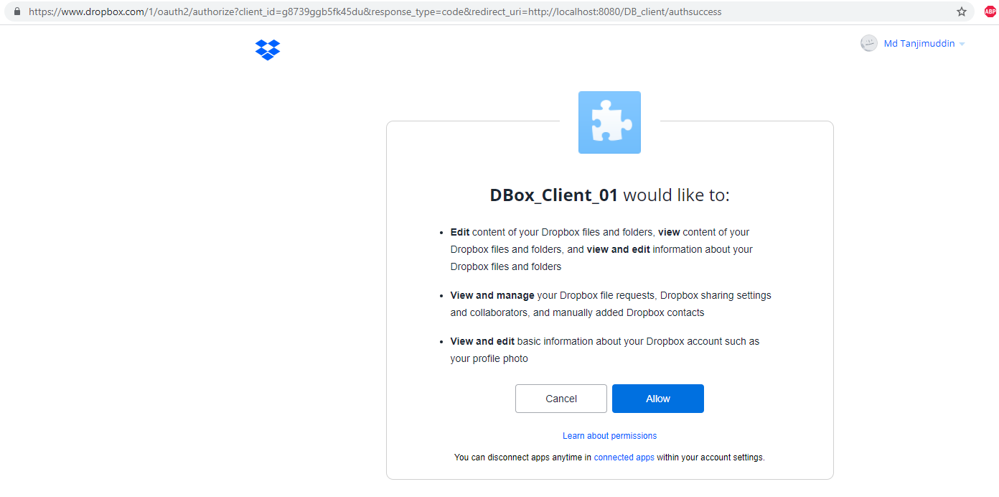 https://www.dropbox.com/1/oauth2/authorize?client_id=g8739ggb5fk45du&response_type=code&redirect_uri=http://localhost:8080/DB_client/authsuccess
ABP
Md Tanjimuddin
DBox_Client_01 would like to:
• Edit content of your Dropbox files and folders, view content of your
Dropbox files and folders, and view and edit information about your
Dropbox files and folders
• View and manage your Dropbox file requests, Dropbox sharing settings
and collaborators, and manually added Dropbox contacts
• View and edit basic information about your Dropbox account such as
your profile photo
Cancel
Allow
Learn about permissions
You can disconnect apps anytime in connected apps within your account settings.